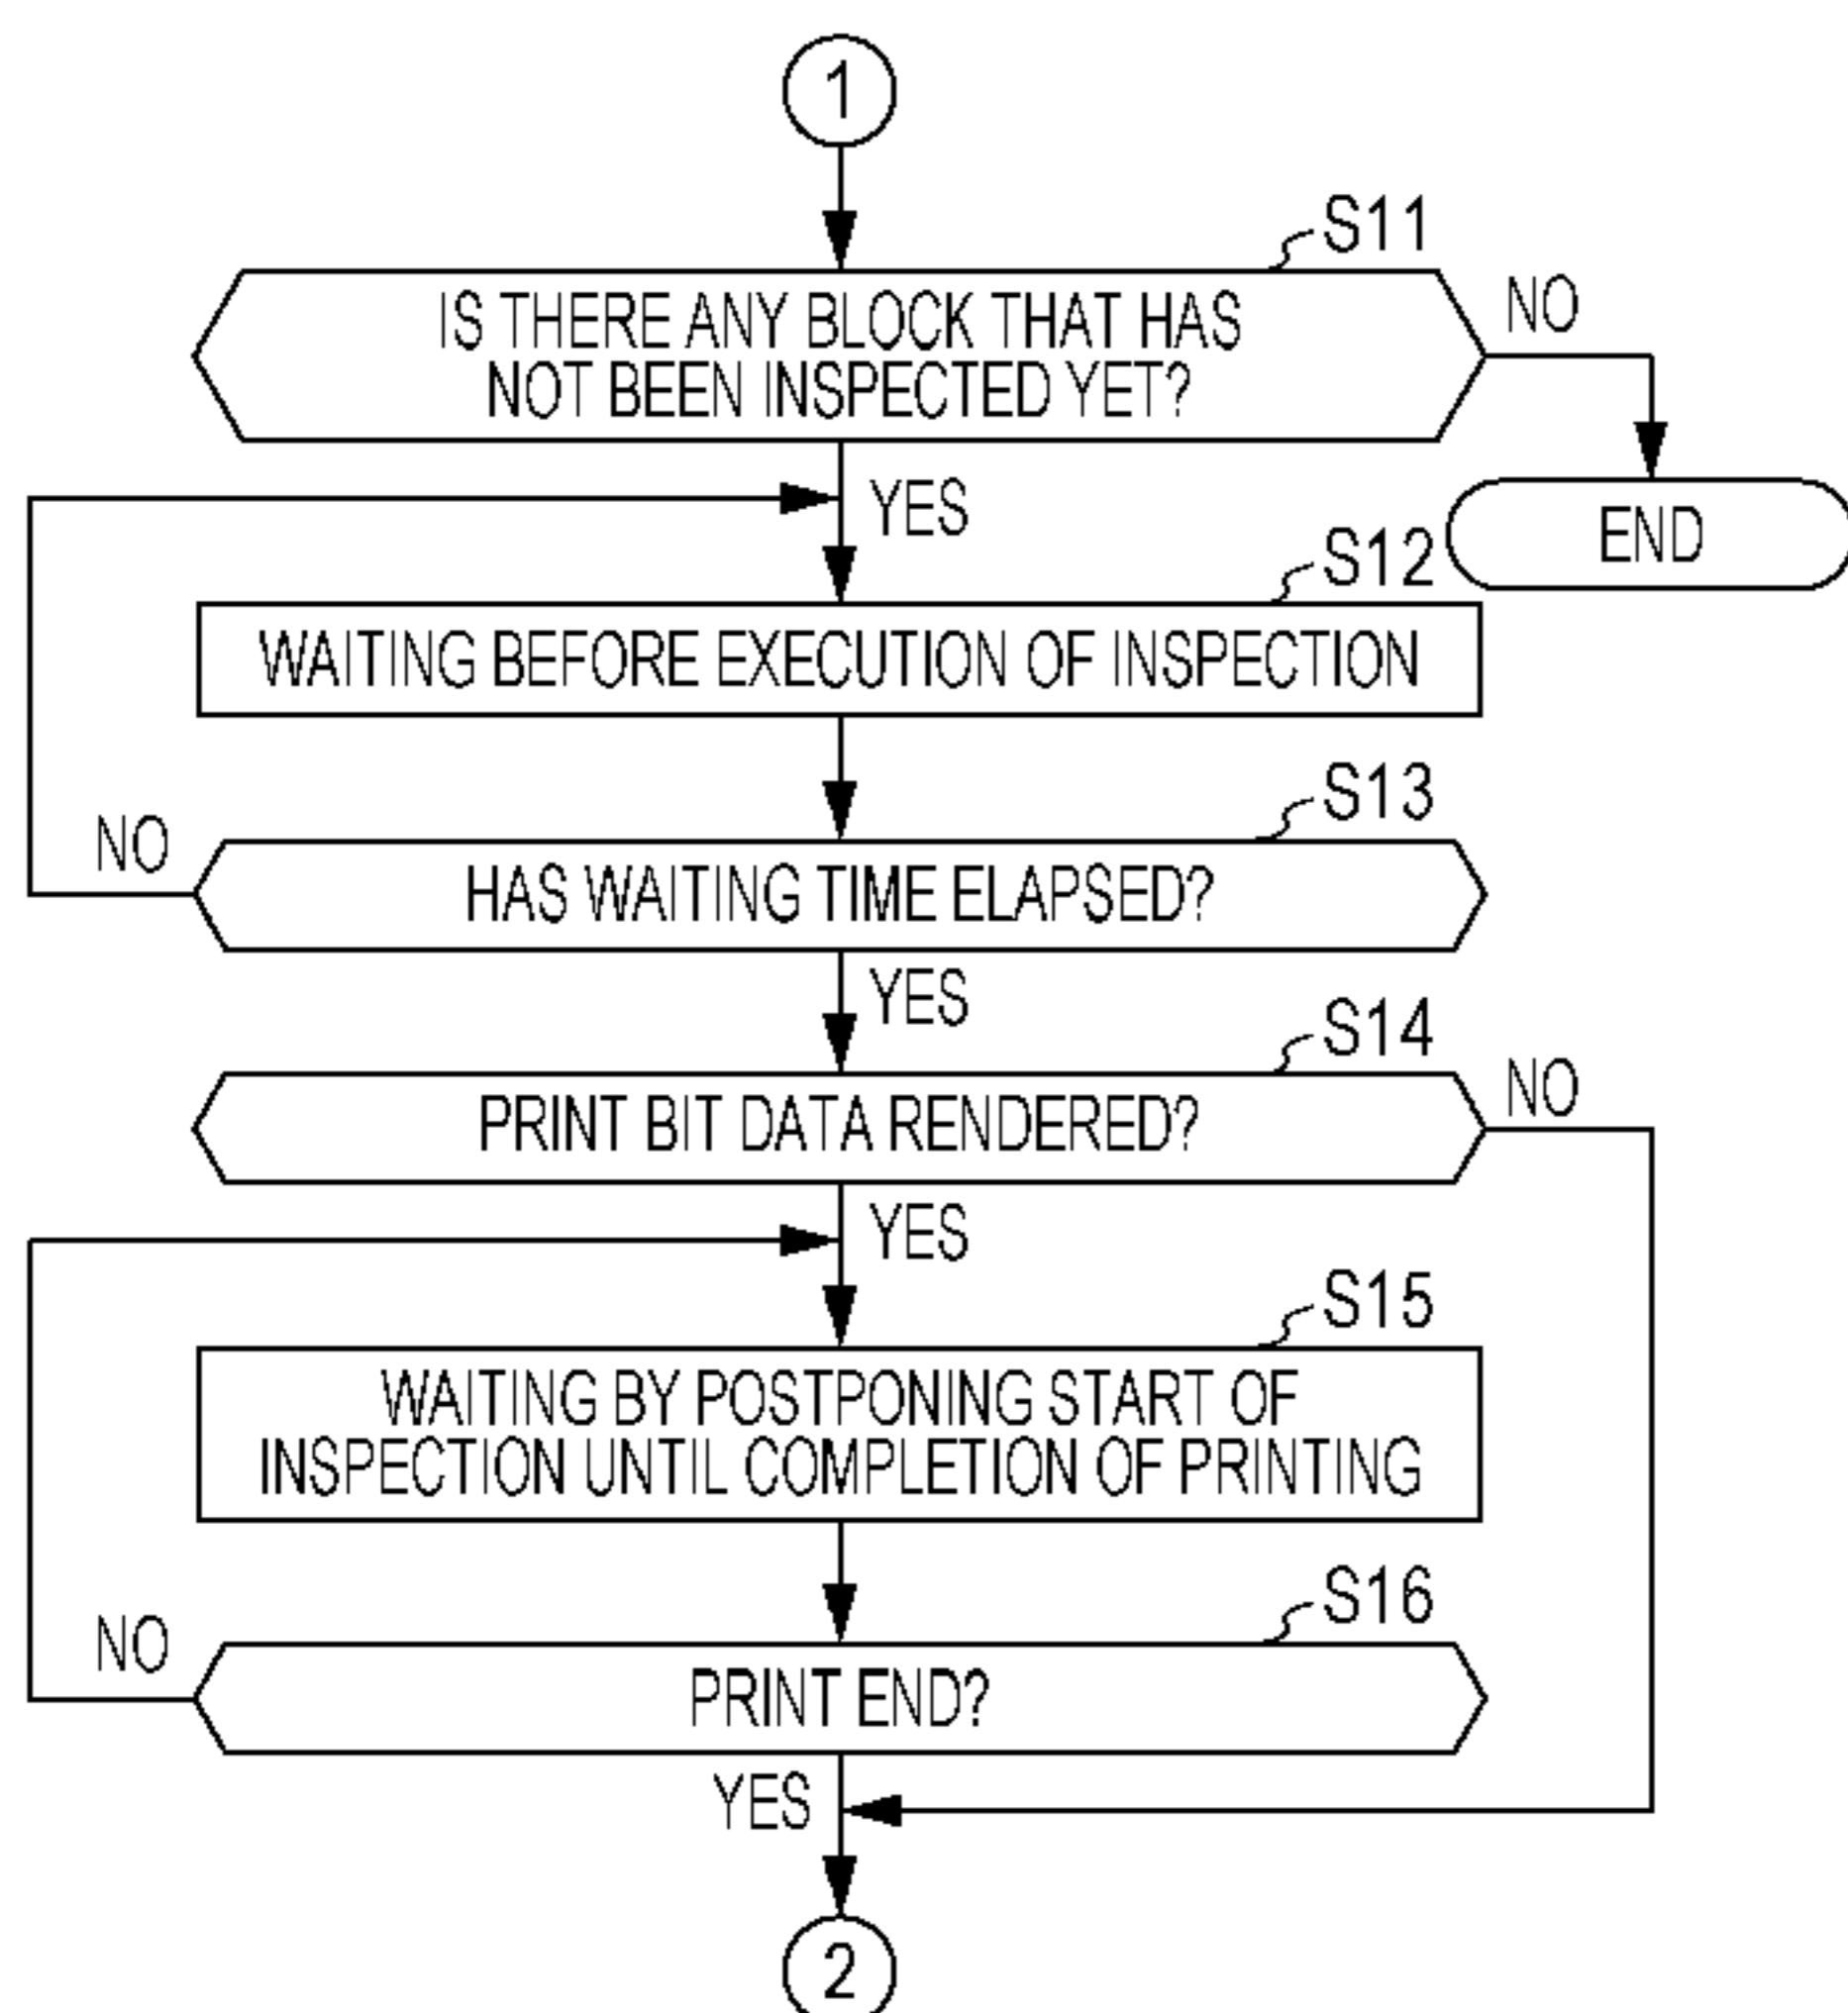 1
S11
IS THERE ANY BLOCK THAT HAS
NOT BEEN INSPECTED YET?
NO
YES
END
S12
WAITING BEFORE EXECUTION OF INSPECTION
S13
NO
HAS WAITING TIME ELAPSED?
YES
S14
PRINT BIT DATA RENDERED?
NO
YES
S15
WAITING BY POSTPONING START OF
INSPECTION UNTIL COMPLETION OF PRINTING
S16
NO
PRINT END?
YES
2